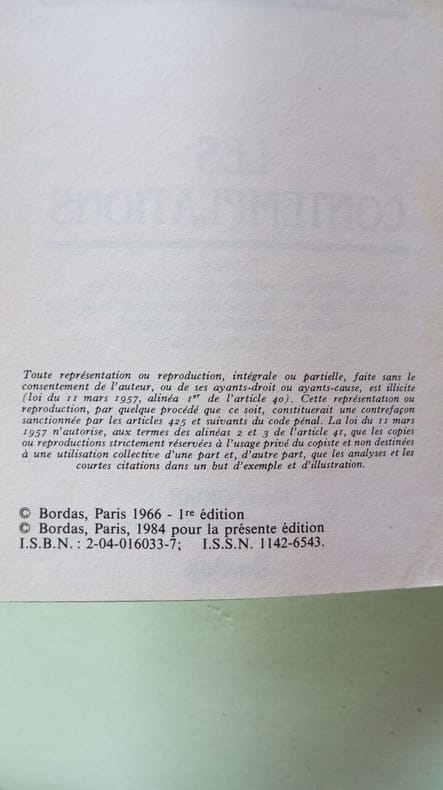 LES
CONTEMPLATIONS
Toute représentation ou reproduction, intégrale ou partielle, faite sans le
consentement de l'auteur, ou de ses ayants-droit ou ayants-cause, est illicite
(loi du 11 mars 1957, alinéa 1er de l'article 40). Cette représentation ou
reproduction, par quelque procédé que ce soit, constituerait une contrefaçon
sanctionnée par les articles 425 et suivants du code pénal. La loi du 11 mars
1957 n'autorise, aux termes des alinéas 2 et 3 de l'article 41, que les copies
ou reproductions strictement réservées à l'usage privé du copiste et non destinées
à une utilisation collective d'une part et, d'autre part, que les analyses et les
courtes citations dans un but d'exemple et d'illustration.
© Bordas, Paris 1966 - 1re édition
© Bordas, Paris, 1984 pour la présente édition
I.S.B.N. : 2-04-016033-7; I.S.S.N. 1142-6543.